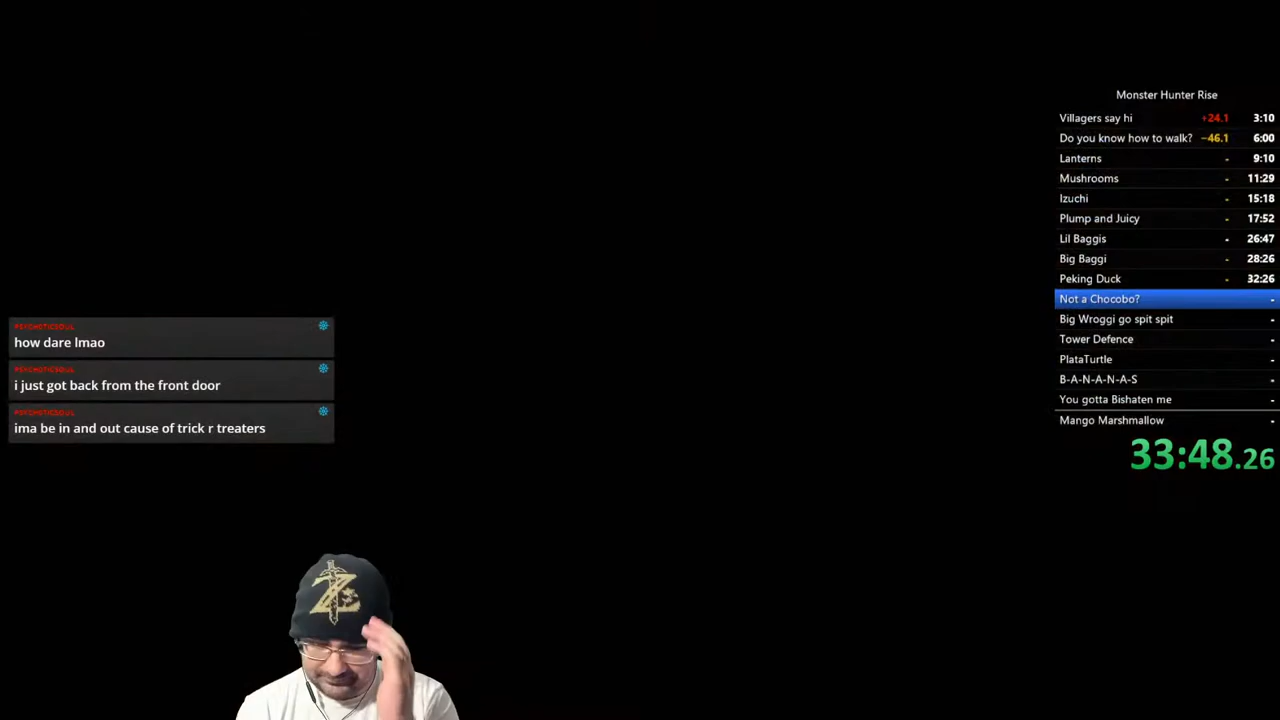 Monster Hunter Rise
Villagers say hi +24.1 3:10
Do you know how to walk? −46.1 6:00
Lanterns - 9:10
Mushrooms - 11:29
Izuchi - 15:18
Plump and Juicy - 17:52
Lil Baggis - 26:47
Big Baggi - 28:26
Peking Duck - 32:26
Not a Chocobo? -
Big Wroggi go spit spit -
Tower Defence -
PlataTurtle -
B-A-N-A-N-A-S -
You gotta Bishaten me -
Mango Marshmallow -
33:48.26
PSYCHOTICSOUL
how dare lmao
PSYCHOTICSOUL
i just got back from the front door
PSYCHOTICSOUL
ima be in and out cause of trick r treaters
Z